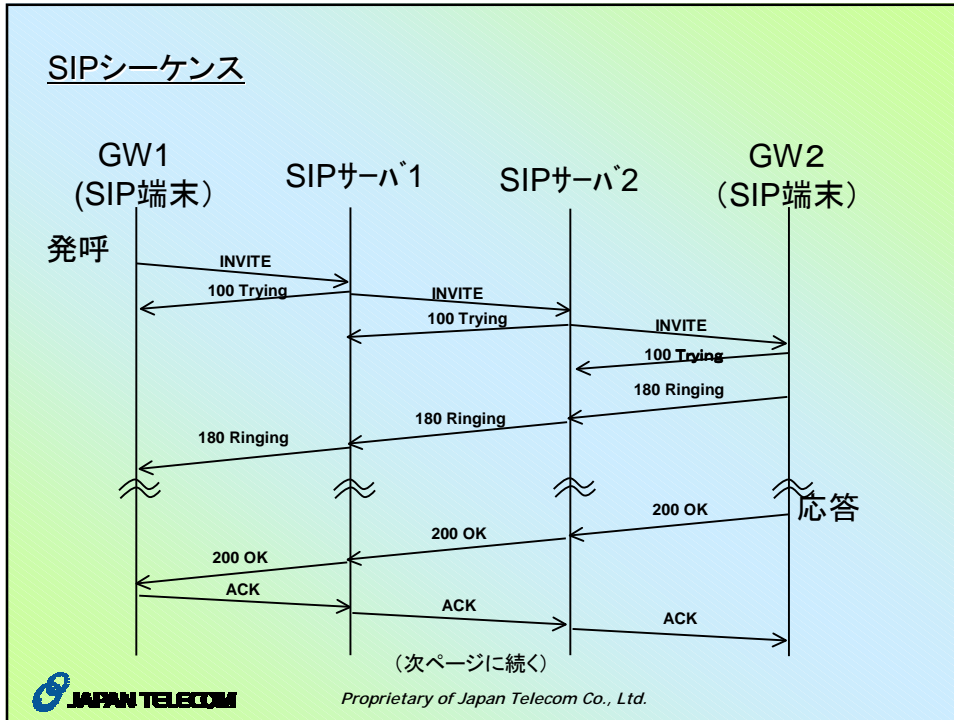 SIPシーケンス
GW1
(SIP端末）
SIPｻｰﾊﾞ1
SIPｻｰﾊﾞ2
GW２
（SIP端末）
発呼
INVITE
100 Trying
INVITE
100 Trying
INVITE
100 Trying
180 Ringing
180 Ringing
180 Ringing
応答
200 OK
200 OK
200 OK
ACK
ACK
ACK
（次ページに続く）
JAPAN TELECOM
Proprietary of Japan Telecom Co., Ltd.